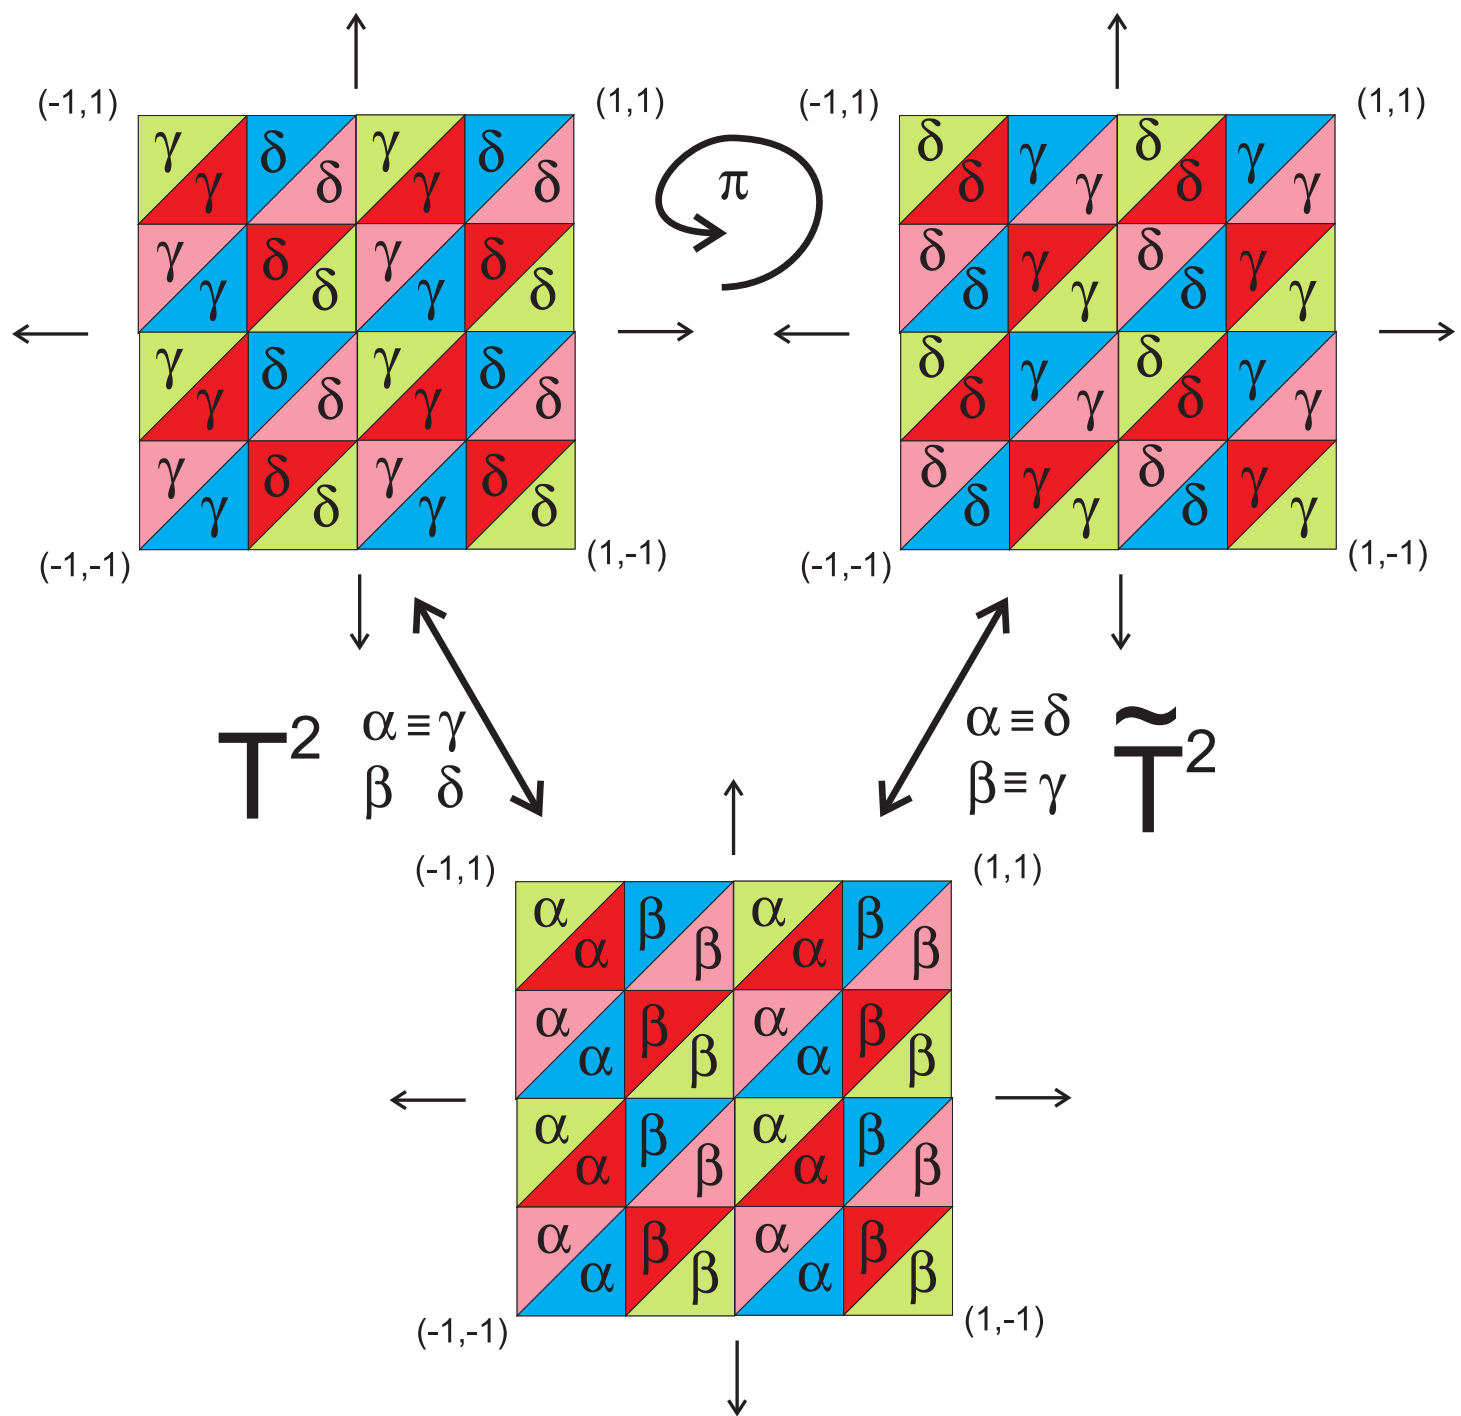 (-1,1) (1,1) (-1,1) (1,1)
γ δ γ δ δ γ δ γ
γ δ γ δ π δ γ δ γ
γ δ γ δ δ γ δ γ
γ δ γ δ δ γ δ γ
γ δ γ δ δ γ δ γ
γ δ γ δ δ γ δ γ
γ δ γ δ δ γ δ γ
γ δ γ δ δ γ δ γ
(-1,-1) (1,-1) (-1,-1) (1,-1)
T² α ≡ γ α ≡ δ T̃²
β δ β ≡ γ
(-1,1) (1,1)
α β α β
α β α β
α β α β
α β α β
α β α β
α β α β
α β α β
α β α β
(-1,-1) (1,-1)